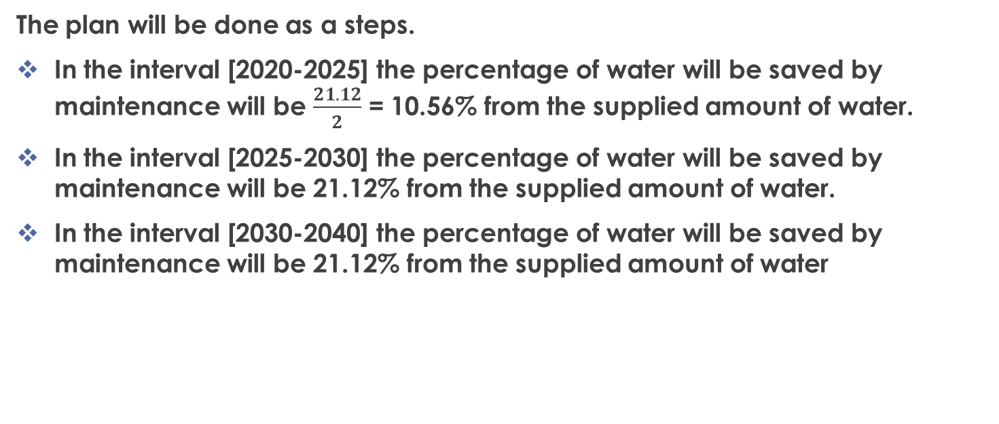 The plan will be done as a steps.
❖ In the interval [2020-2025] the percentage of water will be saved by
maintenance will be 21.12/2 = 10.56% from the supplied amount of water.
❖ In the interval [2025-2030] the percentage of water will be saved by
maintenance will be 21.12% from the supplied amount of water.
❖ In the interval [2030-2040] the percentage of water will be saved by
maintenance will be 21.12% from the supplied amount of water